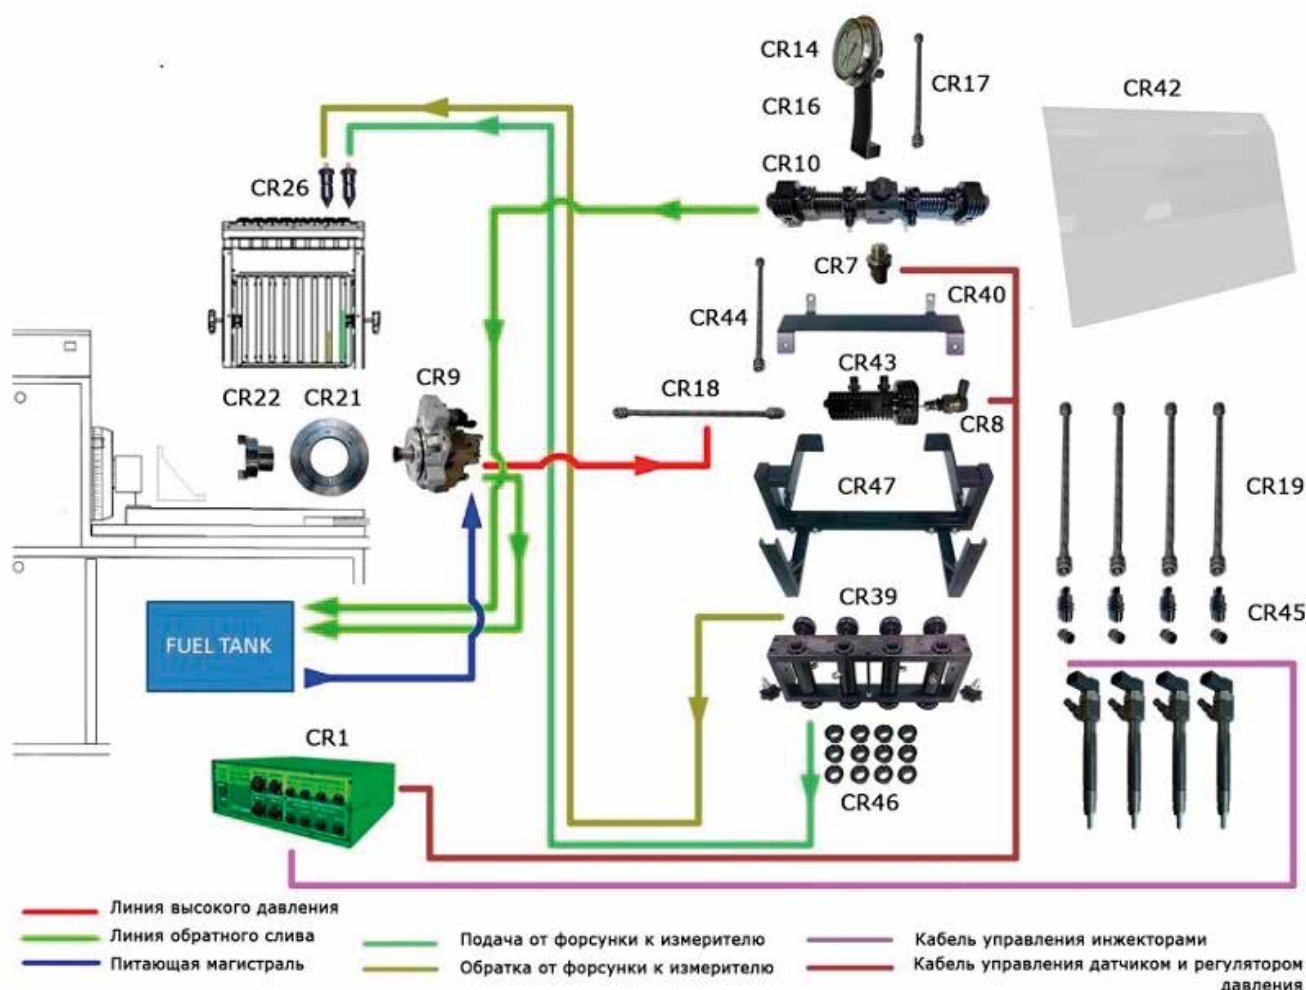 CR14
CR17
CR42
CR16
CR10
CR26
CR7
CR40
CR44
CR43
CR9
CR18
CR22
CR21
CR8
CR47
CR19
CR39
CR45
FUEL TANK
CR1
CR46
Линия высокого давления
Линия обратного слива
Питающая магистраль
Подача от форсунки к измерителю
Обратка от форсунки к измерителю
Кабель управления инжекторами
Кабель управления датчиком и регулятором
давления